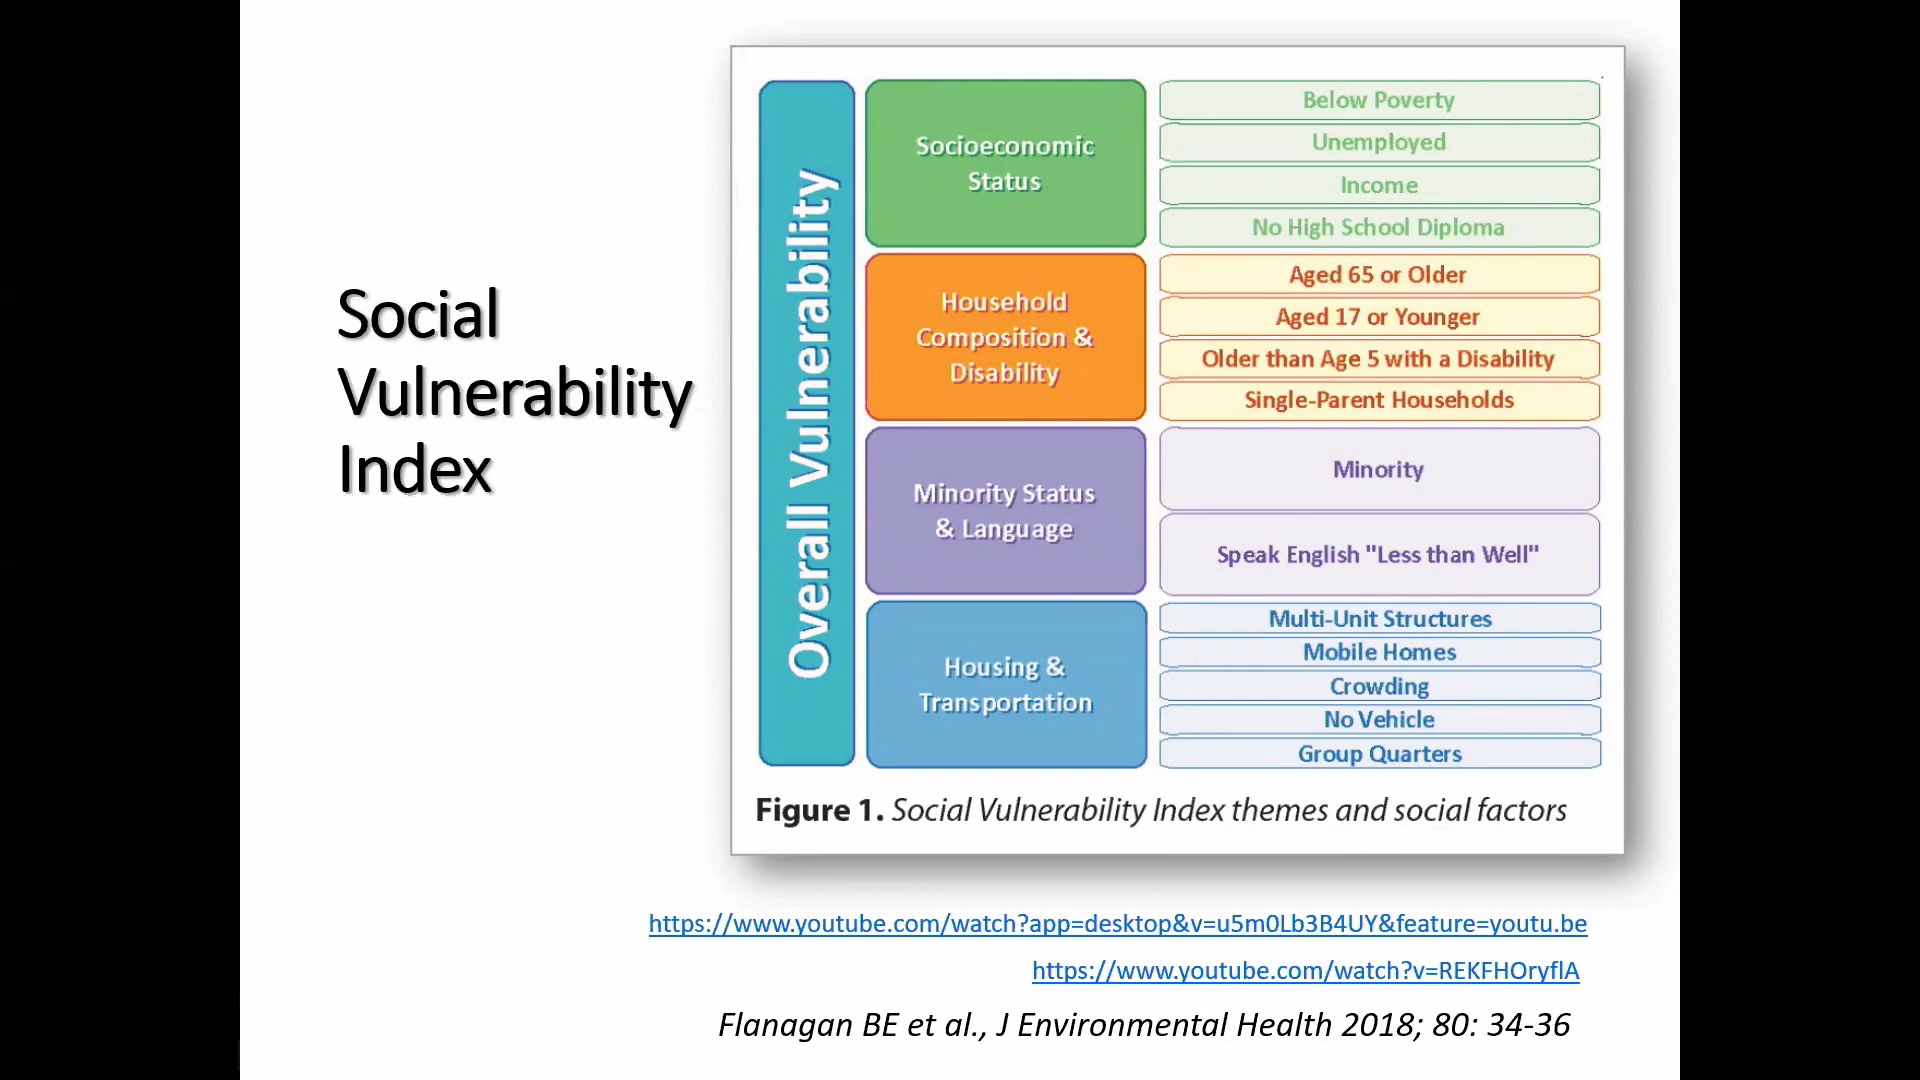 Social
Vulnerability
Index
Overall Vulnerability
Socioeconomic
Status
Below Poverty
Unemployed
Income
No High School Diploma
Household
Composition &
Disability
Aged 65 or Older
Aged 17 or Younger
Older than Age 5 with a Disability
Single-Parent Households
Minority Status
& Language
Minority
Speak English "Less than Well"
Housing &
Transportation
Multi-Unit Structures
Mobile Homes
Crowding
No Vehicle
Group Quarters
Figure 1. Social Vulnerability Index themes and social factors
https://www.youtube.com/watch?app=desktop&v=u5m0Lb3B4UY&feature=youtu.be
https://www.youtube.com/watch?v=REKFHOryflA
Flanagan BE et al., J Environmental Health 2018; 80: 34-36